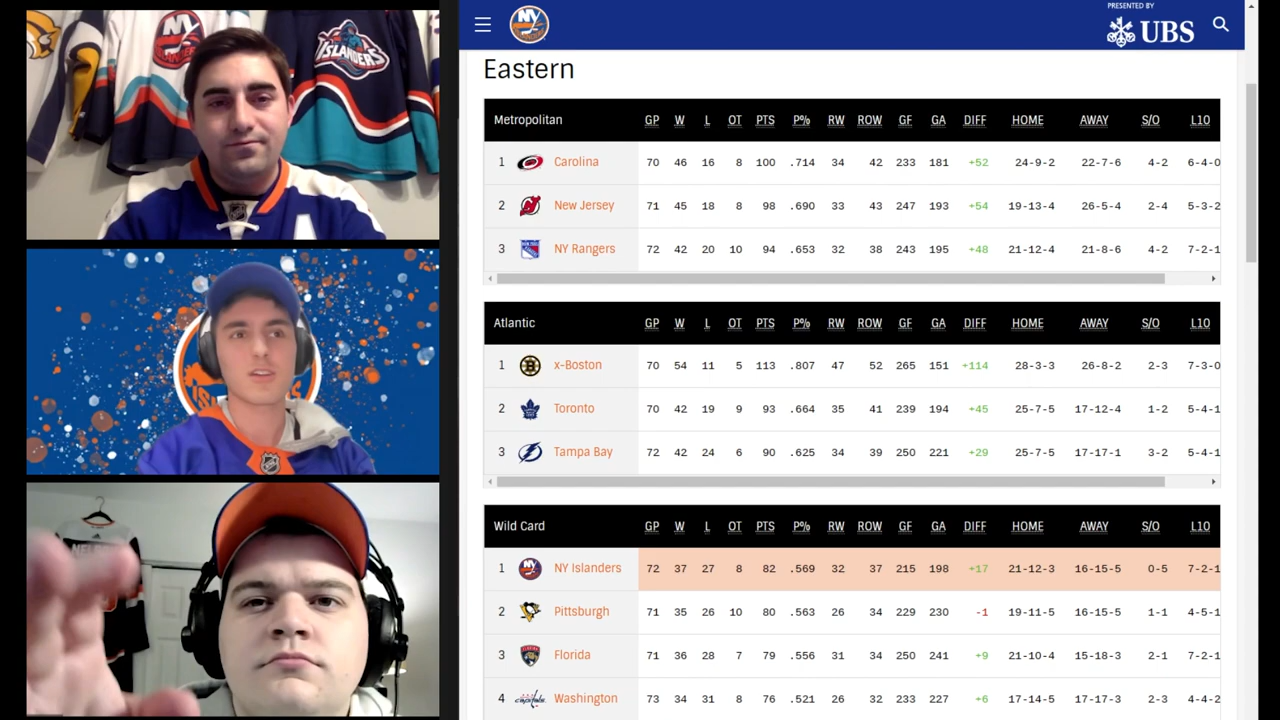 PRESENTED BY
UBS
Eastern
Metropolitan GP W L OT PTS P% RW ROW GF GA DIFF HOME AWAY S/O L10
1 Carolina 70 46 16 8 100 .714 34 42 233 181 +52 24-9-2 22-7-6 4-2 6-4-0
2 New Jersey 71 45 18 8 98 .690 33 43 247 193 +54 19-13-4 26-5-4 2-4 5-3-2
3 NY Rangers 72 42 20 10 94 .653 32 38 243 195 +48 21-12-4 21-8-6 4-2 7-2-1
Atlantic GP W L OT PTS P% RW ROW GF GA DIFF HOME AWAY S/O L10
1 x-Boston 70 54 11 5 113 .807 47 52 265 151 +114 28-3-3 26-8-2 2-3 7-3-0
2 Toronto 70 42 19 9 93 .664 35 41 239 194 +45 25-7-5 17-12-4 1-2 5-4-1
3 Tampa Bay 72 42 24 6 90 .625 34 39 250 221 +29 25-7-5 17-17-1 3-2 5-4-1
Wild Card GP W L OT PTS P% RW ROW GF GA DIFF HOME AWAY S/O L10
1 NY Islanders 72 37 27 8 82 .569 32 37 215 198 +17 21-12-3 16-15-5 0-5 7-2-1
2 Pittsburgh 71 35 26 10 80 .563 26 34 229 230 -1 19-11-5 16-15-5 1-1 4-5-1
3 Florida 71 36 28 7 79 .556 31 34 250 241 +9 21-10-4 15-18-3 2-1 7-2-1
4 capitals Washington 73 34 31 8 76 .521 26 32 233 227 +6 17-14-5 17-17-3 2-3 4-4-2
ISLANDERS
A